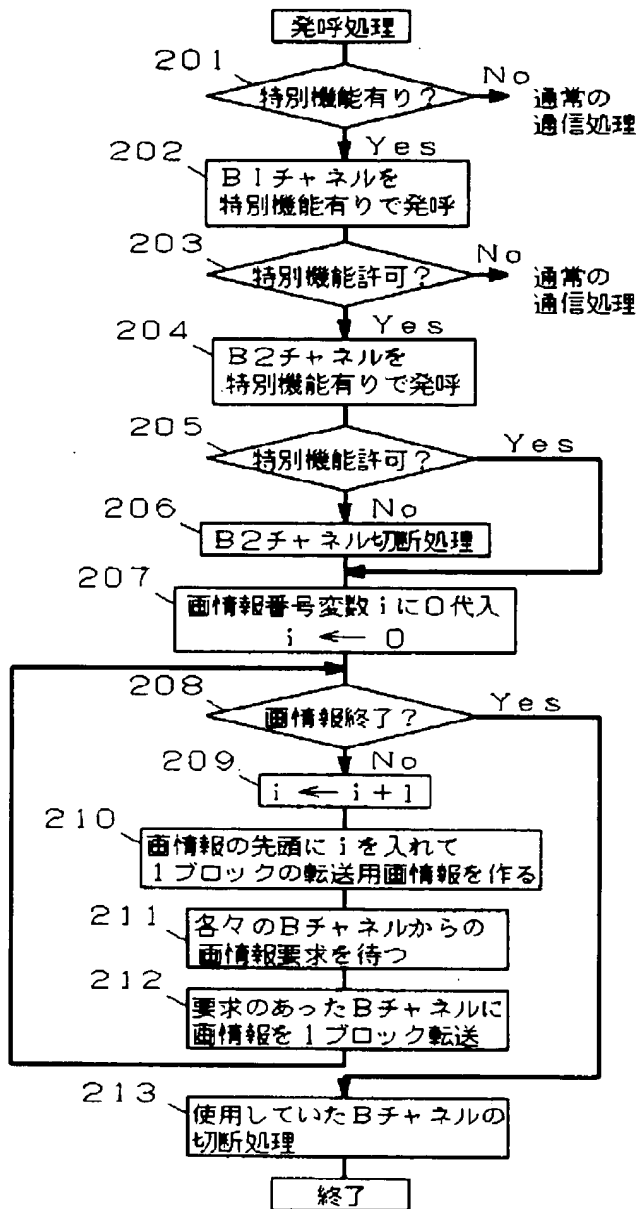 発呼処理
201
特別機能有り?
No
通常の
通信処理
Yes
202
B1チャネルを
特別機能有りで発呼
203
特別機能許可?
No
通常の
通信処理
Yes
204
B2チャネルを
特別機能有りで発呼
205
特別機能許可?
Yes
No
206
B2チャネル切断処理
207
画情報番号変数iに0代入
i ← 0
208
画情報終了?
Yes
No
209
i ← i+1
210
画情報の先頭にiを入れて
1ブロックの転送用画情報を作る
211
各々のBチャネルからの
画情報要求を待つ
212
要求のあったBチャネルに
画情報を1ブロック転送
213
使用していたBチャネルの
切断処理
終了